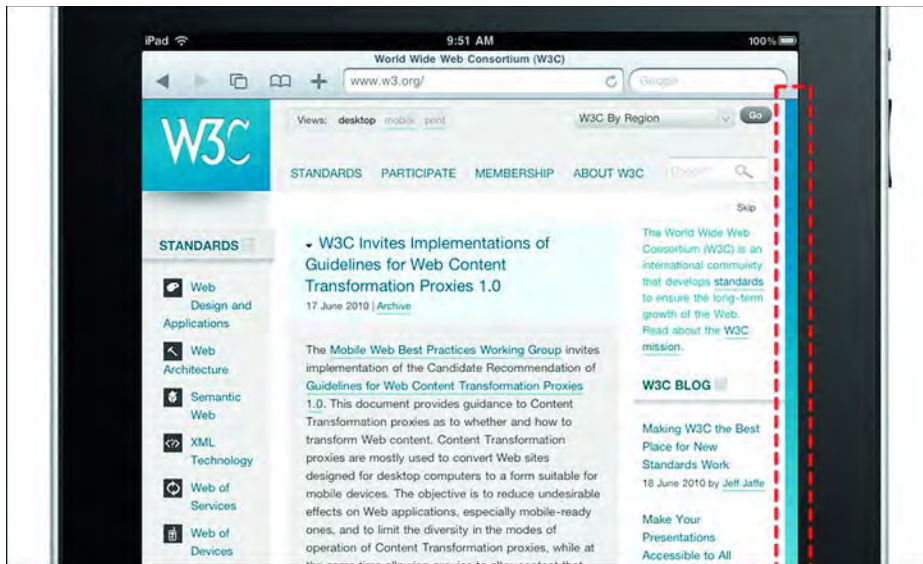 iPad
9:51 AM
100%
World Wide Web Consortium (W3C)
www.w3.org/
Google
W3C
Views: desktop mobile print
W3C By Region
Go
STANDARDS PARTICIPATE MEMBERSHIP ABOUT W3C
Skip
STANDARDS
Web
Design and
Applications
Web
Architecture
Semantic
Web
XML
Technology
Web of
Services
Web of
Devices
W3C Invites Implementations of
Guidelines for Web Content
Transformation Proxies 1.0
17 June 2010 | Archive
The Mobile Web Best Practices Working Group invites
implementation of the Candidate Recommendation of
Guidelines for Web Content Transformation Proxies
1.0. This document provides guidance to Content
Transformation proxies as to whether and how to
transform Web content. Content Transformation
proxies are mostly used to convert Web sites
designed for desktop computers to a form suitable for
mobile devices. The objective is to reduce undesirable
effects on Web applications, especially mobile-ready
ones, and to limit the diversity in the modes of
operation of Content Transformation proxies, while at
the same time allowing proxies to alter content that
The World Wide Web
Consortium (W3C) is an
international community
that develops standards
to ensure the long-term
growth of the Web.
Read about the W3C
mission.
W3C BLOG
Making W3C the Best
Place for New
Standards Work
18 June 2010 by Jeff Jaffe
Make Your
Presentations
Accessible to All